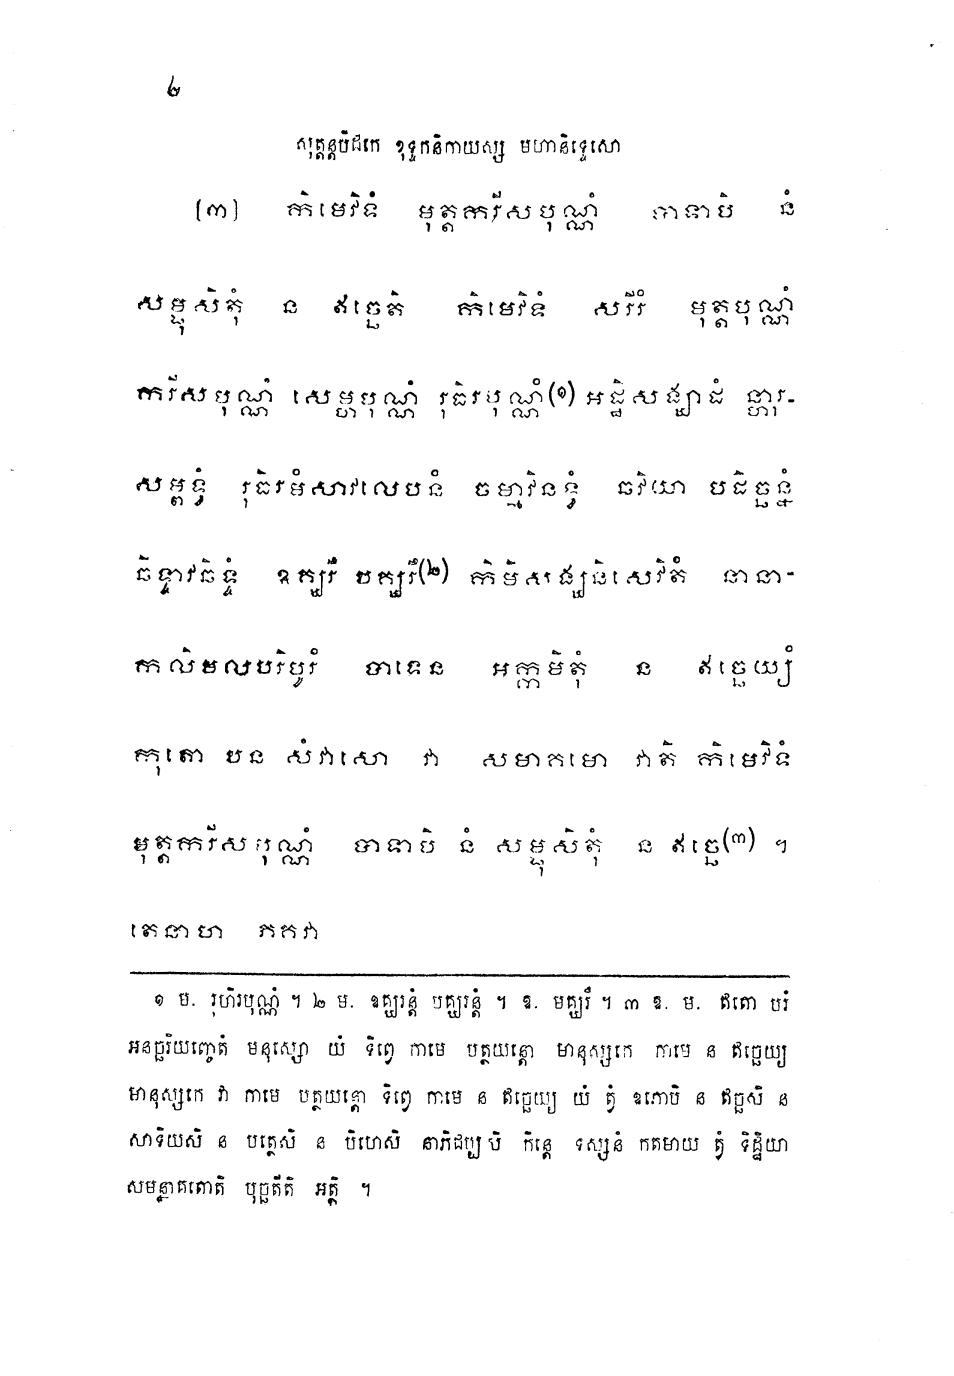 ២
សុត្តន្តបិដកេ ខុទ្ទកនិកាយស្ស មហានិទ្ទេសោ
(៣) កិមេវិទំ មុត្តករីសបុណ្ណំ បាទាបិ នំ
សម្ផុសិតុំ ន ឥច្ឆេតិ កិមេវិទំ សរីរំ មុត្តបុណ្ណំ
ករីសបុណ្ណំ សេម្ហបុណ្ណំ រុធិរបុណ្ណំ(១) អដ្ឋិសង្ឃាដំ ន្ហារុ-
សម្ពន្ធំ រុធិរមំសាវលេបនំ ចម្មាវិនទ្ធំ ឆវិយា បដិច្ឆន្នំ
ឆិទ្ទាវឆិទ្ទំ ឧគ្ឃរឹ បគ្ឃរឹ(២) កិមិសង្ឃនិសេវិតំ នានា-
កលិមលបរិបូរំ បាទេន អក្កមិតុំ ន ឥច្ឆេយ្យំ
កុតោ បន សំវាសោ វា សមាគមោ វាតិ កិមេវិទំ
មុត្តករីសបុណ្ណំ បាទាបិ នំ សម្ផុសិតុំ ន ឥច្ឆេ(៣) ។
តេនាហ ភគវា
១ ម. រុហិរបុណ្ណំ ។ ២ ម. ឧគ្ឃរន្តំ បគ្ឃរន្តំ ។ ឱ. មគ្ឃរឹ ។ ៣ ឱ. ម. ឥតោ បរំ
អនច្ឆរិយញ្ចេតំ មនុស្សោ យំ ទិព្វេ កាមេ បត្ថយន្តោ មានុស្សកេ កាមេ ន ឥច្ឆេយ្យ
មានុស្សកេ វា កាមេ បត្ថយន្តោ ទិព្វេ កាមេ ន ឥច្ឆេយ្យ យំ ត្វំ ឧភោបិ ន ឥច្ឆសិ ន
សាទិយសិ ន បត្ថេសិ ន បិហេសិ នាភិជប្ប បិ កិន្តេ ទស្សនំ កតមាយ ត្វំ ទិដ្ឋិយា
សមន្នាគតោតិ បុច្ឆតីតិ អត្ថិ ។